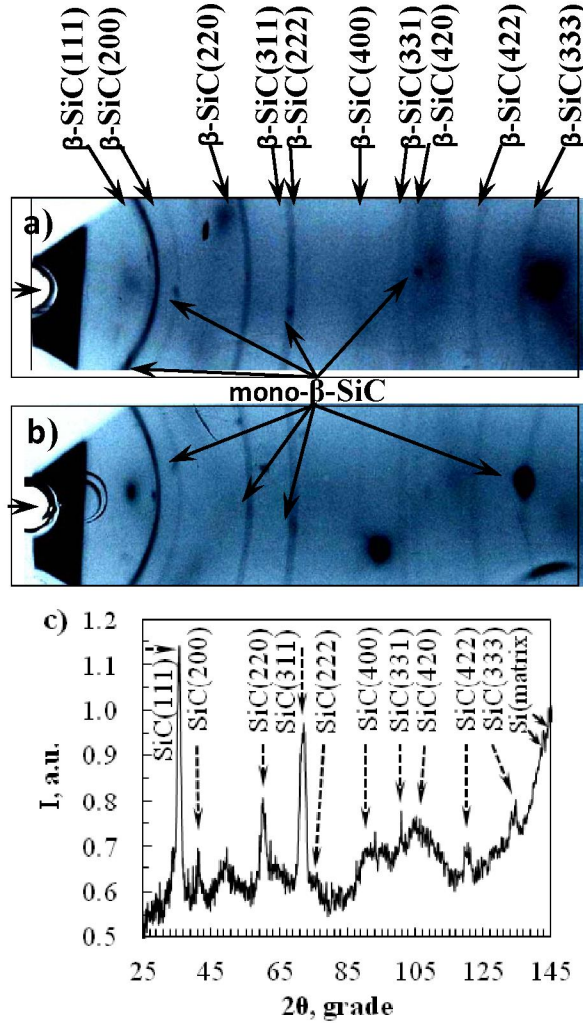 β-SiC(111)
β-SiC(200)
β-SiC(220)
β-SiC(311)
β-SiC(222)
β-SiC(400)
β-SiC(331)
β-SiC(420)
β-SiC(422)
β-SiC(333)
a)
mono-β-SiC
b)
c)
1.2
1.1
1.0
0.9
0.8
0.7
0.6
0.5
I, a.u.
SiC(111)
SiC(200)
SiC(220)
SiC(311)
SiC(222)
SiC(400)
SiC(331)
SiC(420)
SiC(422)
SiC(333)
Si(matrix)
25 45 65 85 105 125 145
2θ, grade